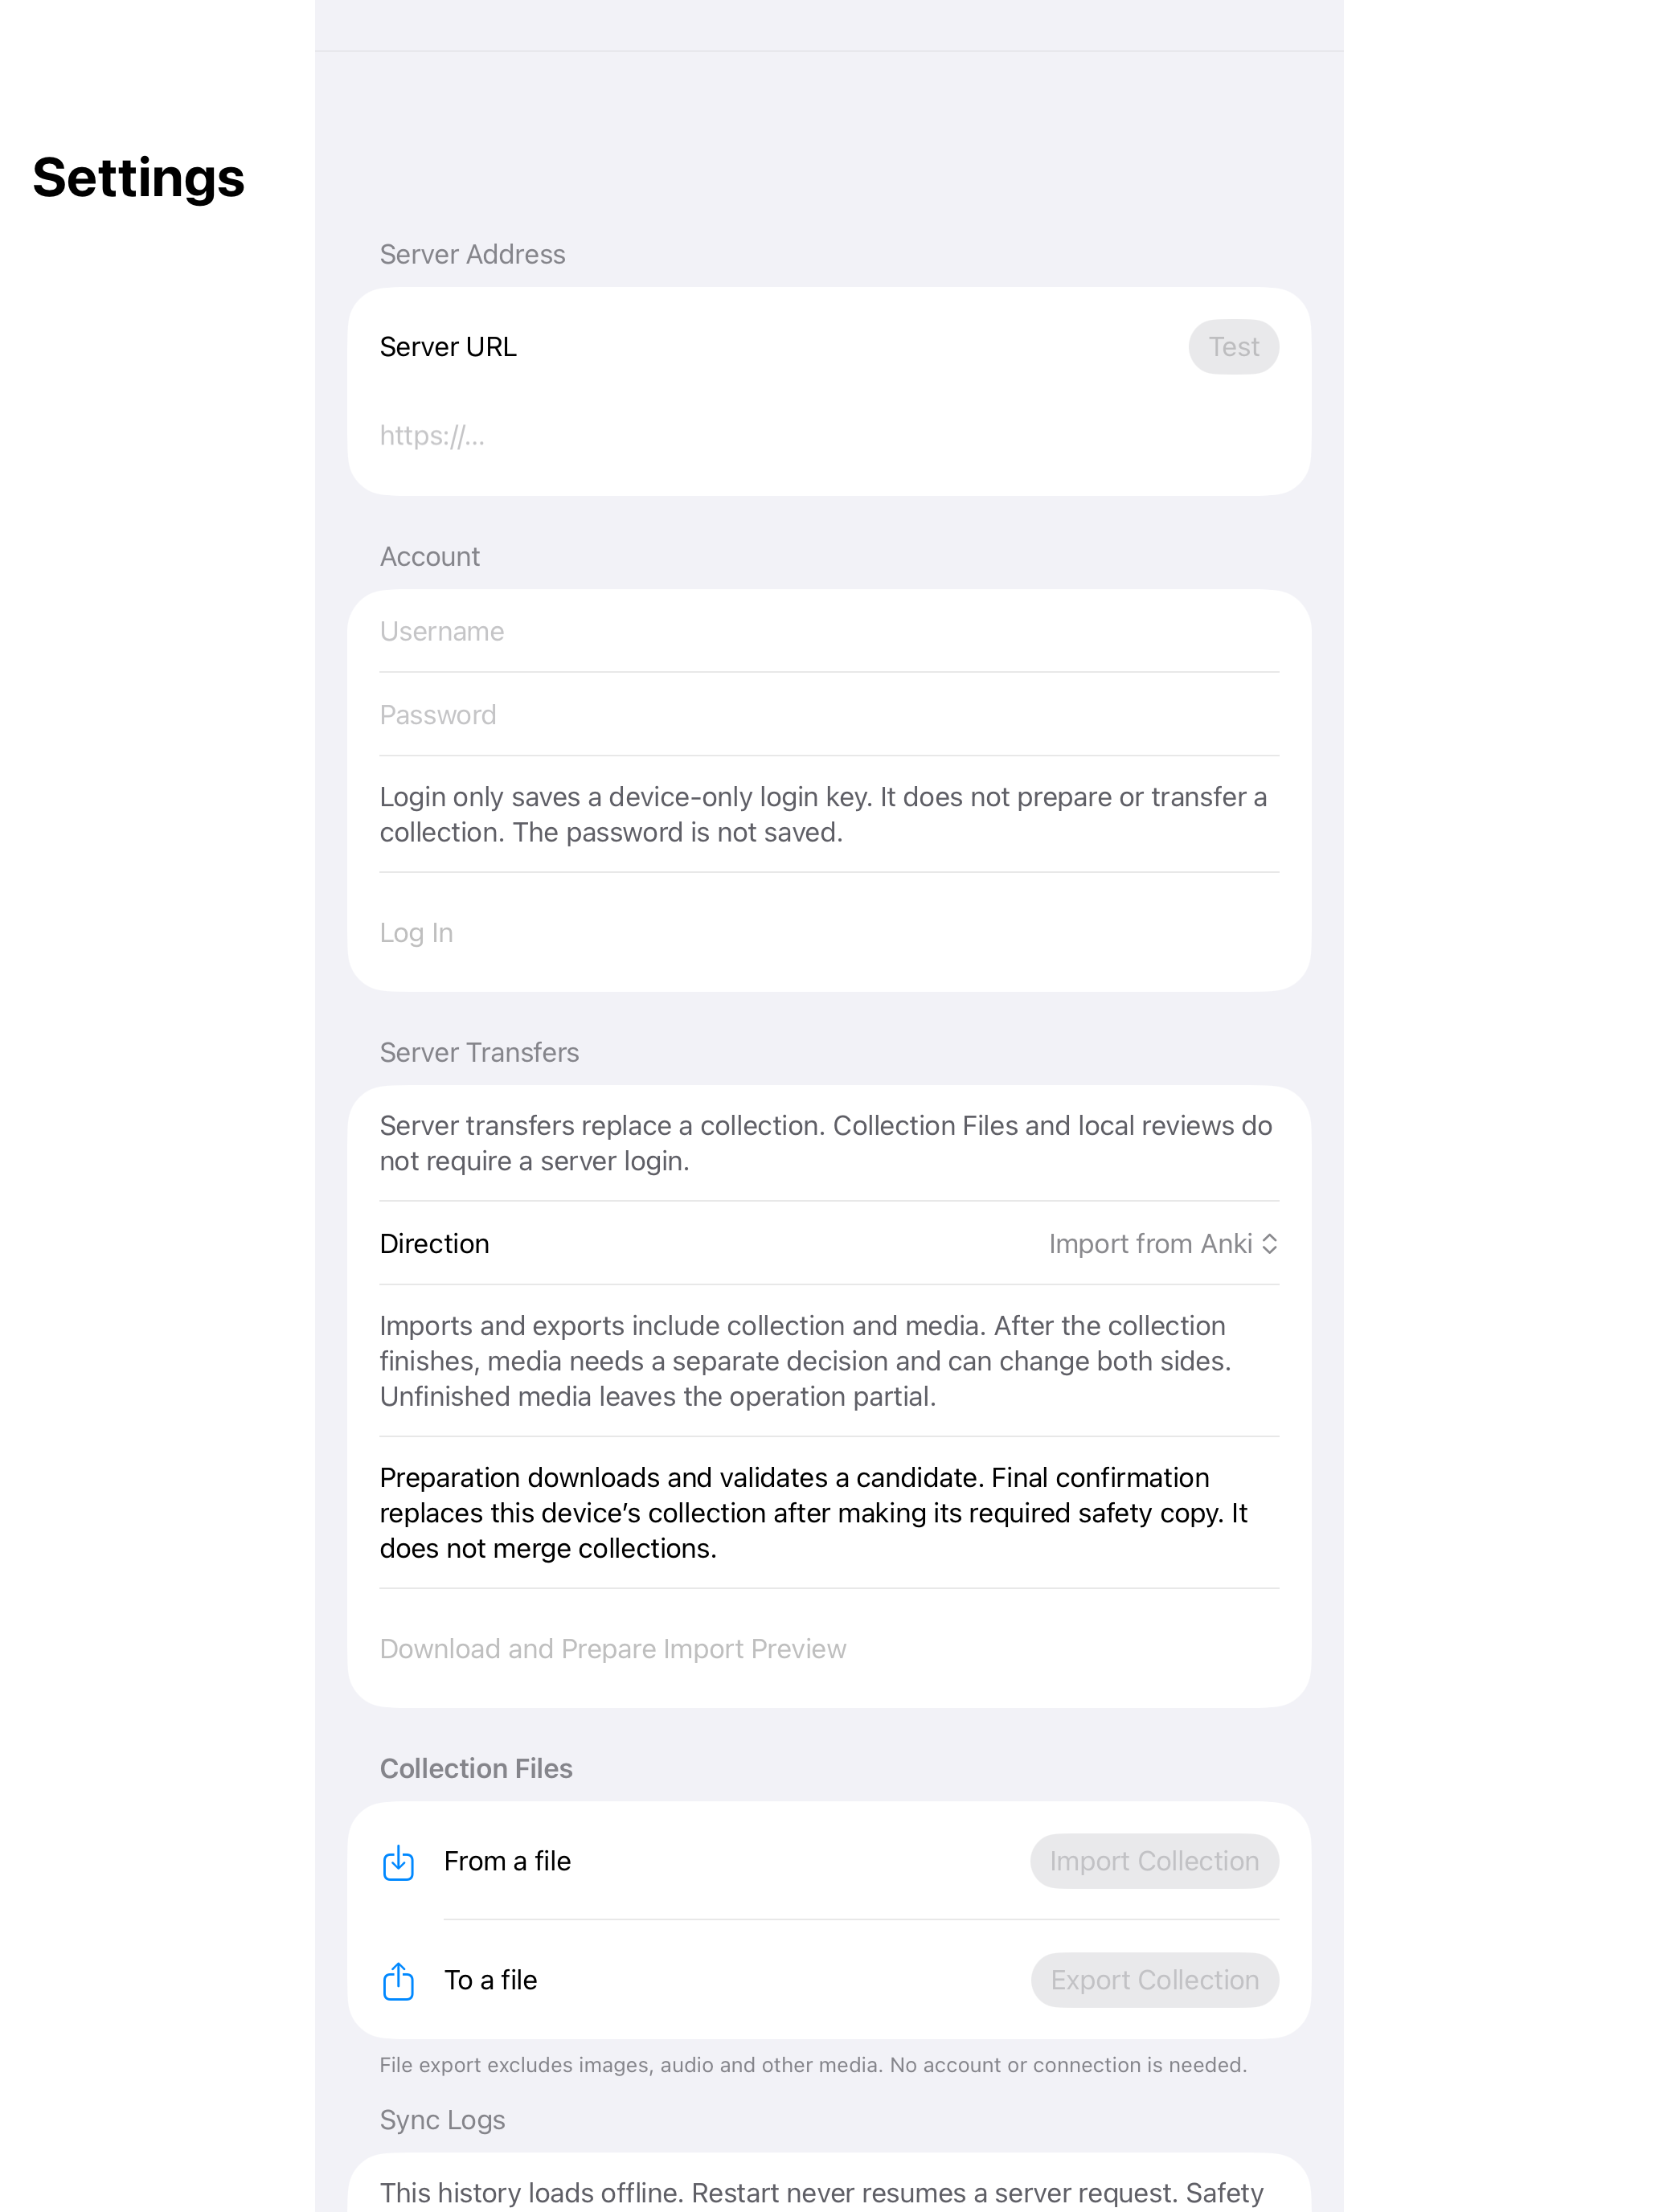 Settings
Server Address
Server URL
Test
https://...
Account
Username
Password
Login only saves a device-only login key. It does not prepare or transfer a
collection. The password is not saved.
Log In
Server Transfers
Server transfers replace a collection. Collection Files and local reviews do
not require a server login.
Direction
Import from Anki
Imports and exports include collection and media. After the collection
finishes, media needs a separate decision and can change both sides.
Unfinished media leaves the operation partial.
Preparation downloads and validates a candidate. Final confirmation
replaces this device’s collection after making its required safety copy. It
does not merge collections.
Download and Prepare Import Preview
Collection Files
From a file
Import Collection
To a file
Export Collection
File export excludes images, audio and other media. No account or connection is needed.
Sync Logs
This history loads offline. Restart never resumes a server request. Safety